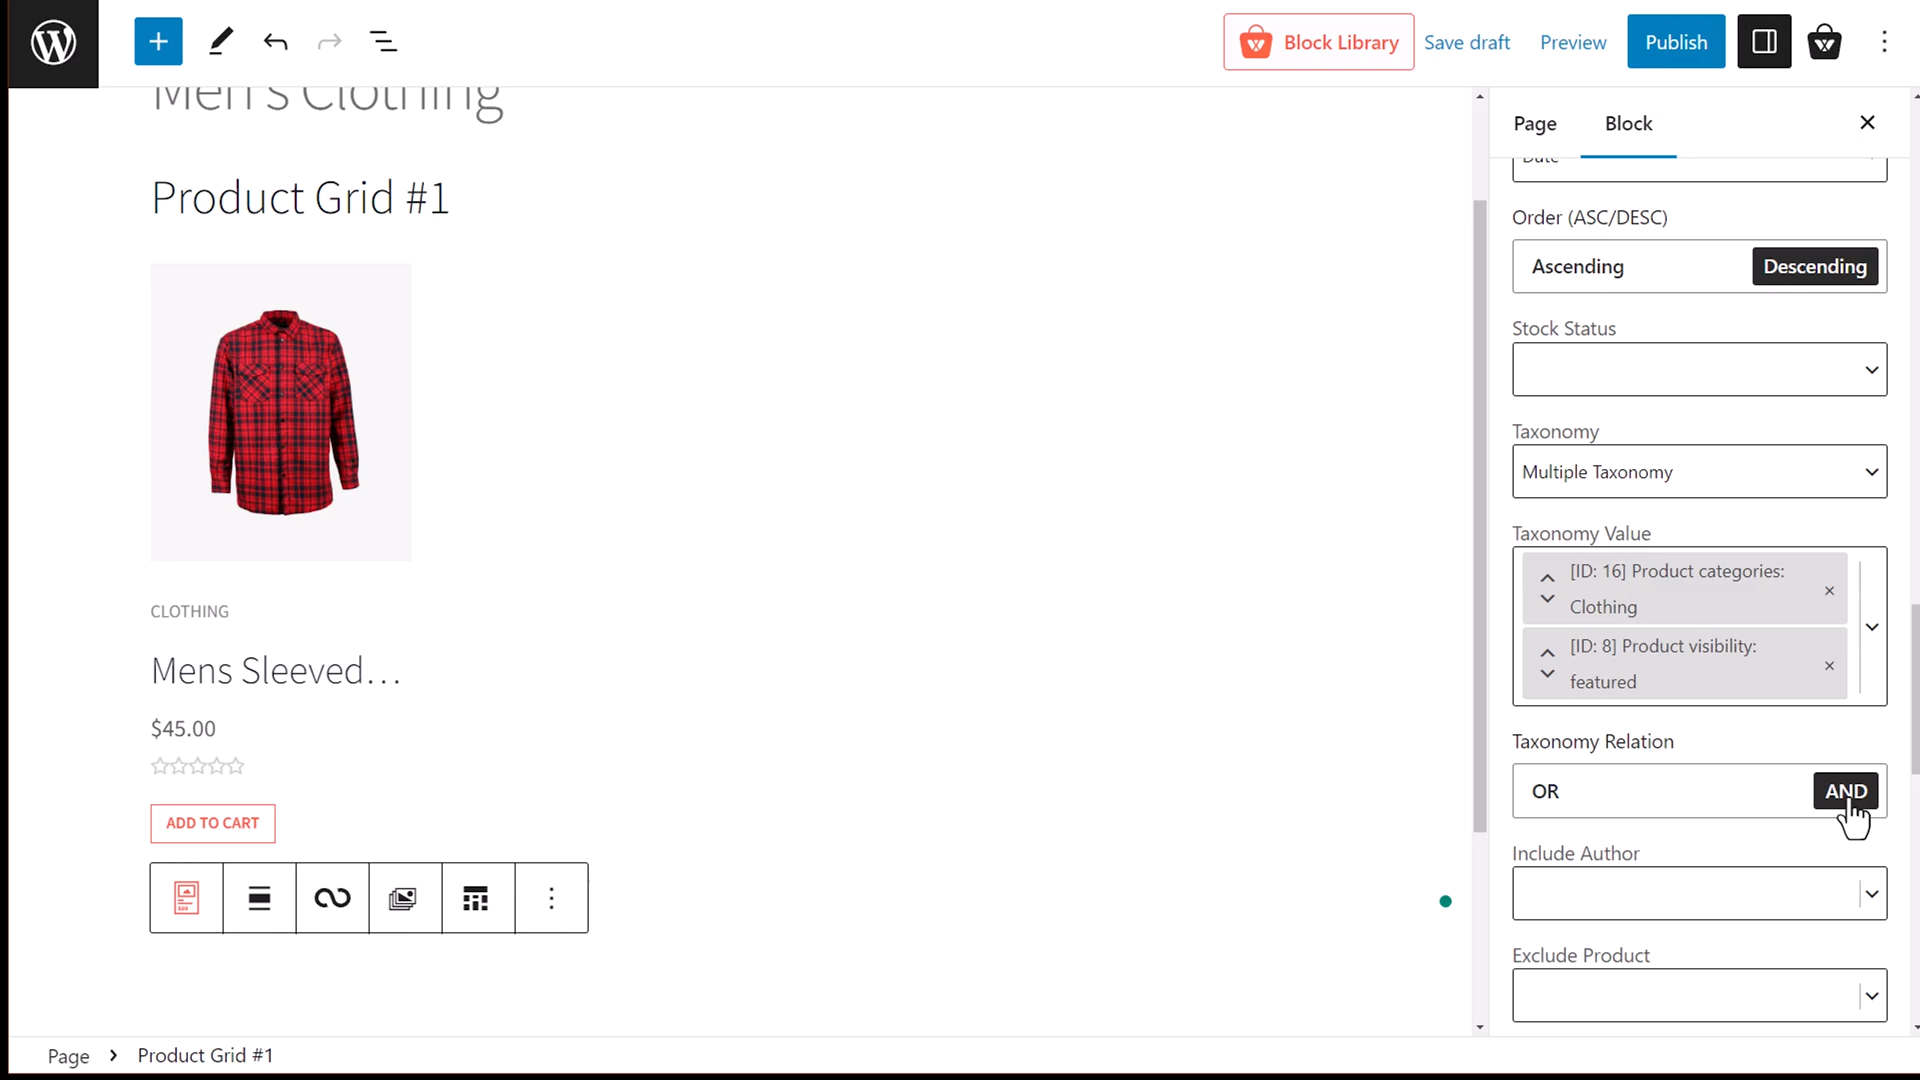 Block Library
Save draft
Preview
Publish
Men's Clothing
Product Grid #1
CLOTHING
Mens Sleeved...
$45.00
ADD TO CART
Page
Block
Date
Order (ASC/DESC)
Ascending
Descending
Stock Status
Taxonomy
Multiple Taxonomy
Taxonomy Value
[ID: 16] Product categories:
Clothing
[ID: 8] Product visibility:
featured
Taxonomy Relation
OR
AND
Include Author
Exclude Product
Page > Product Grid #1